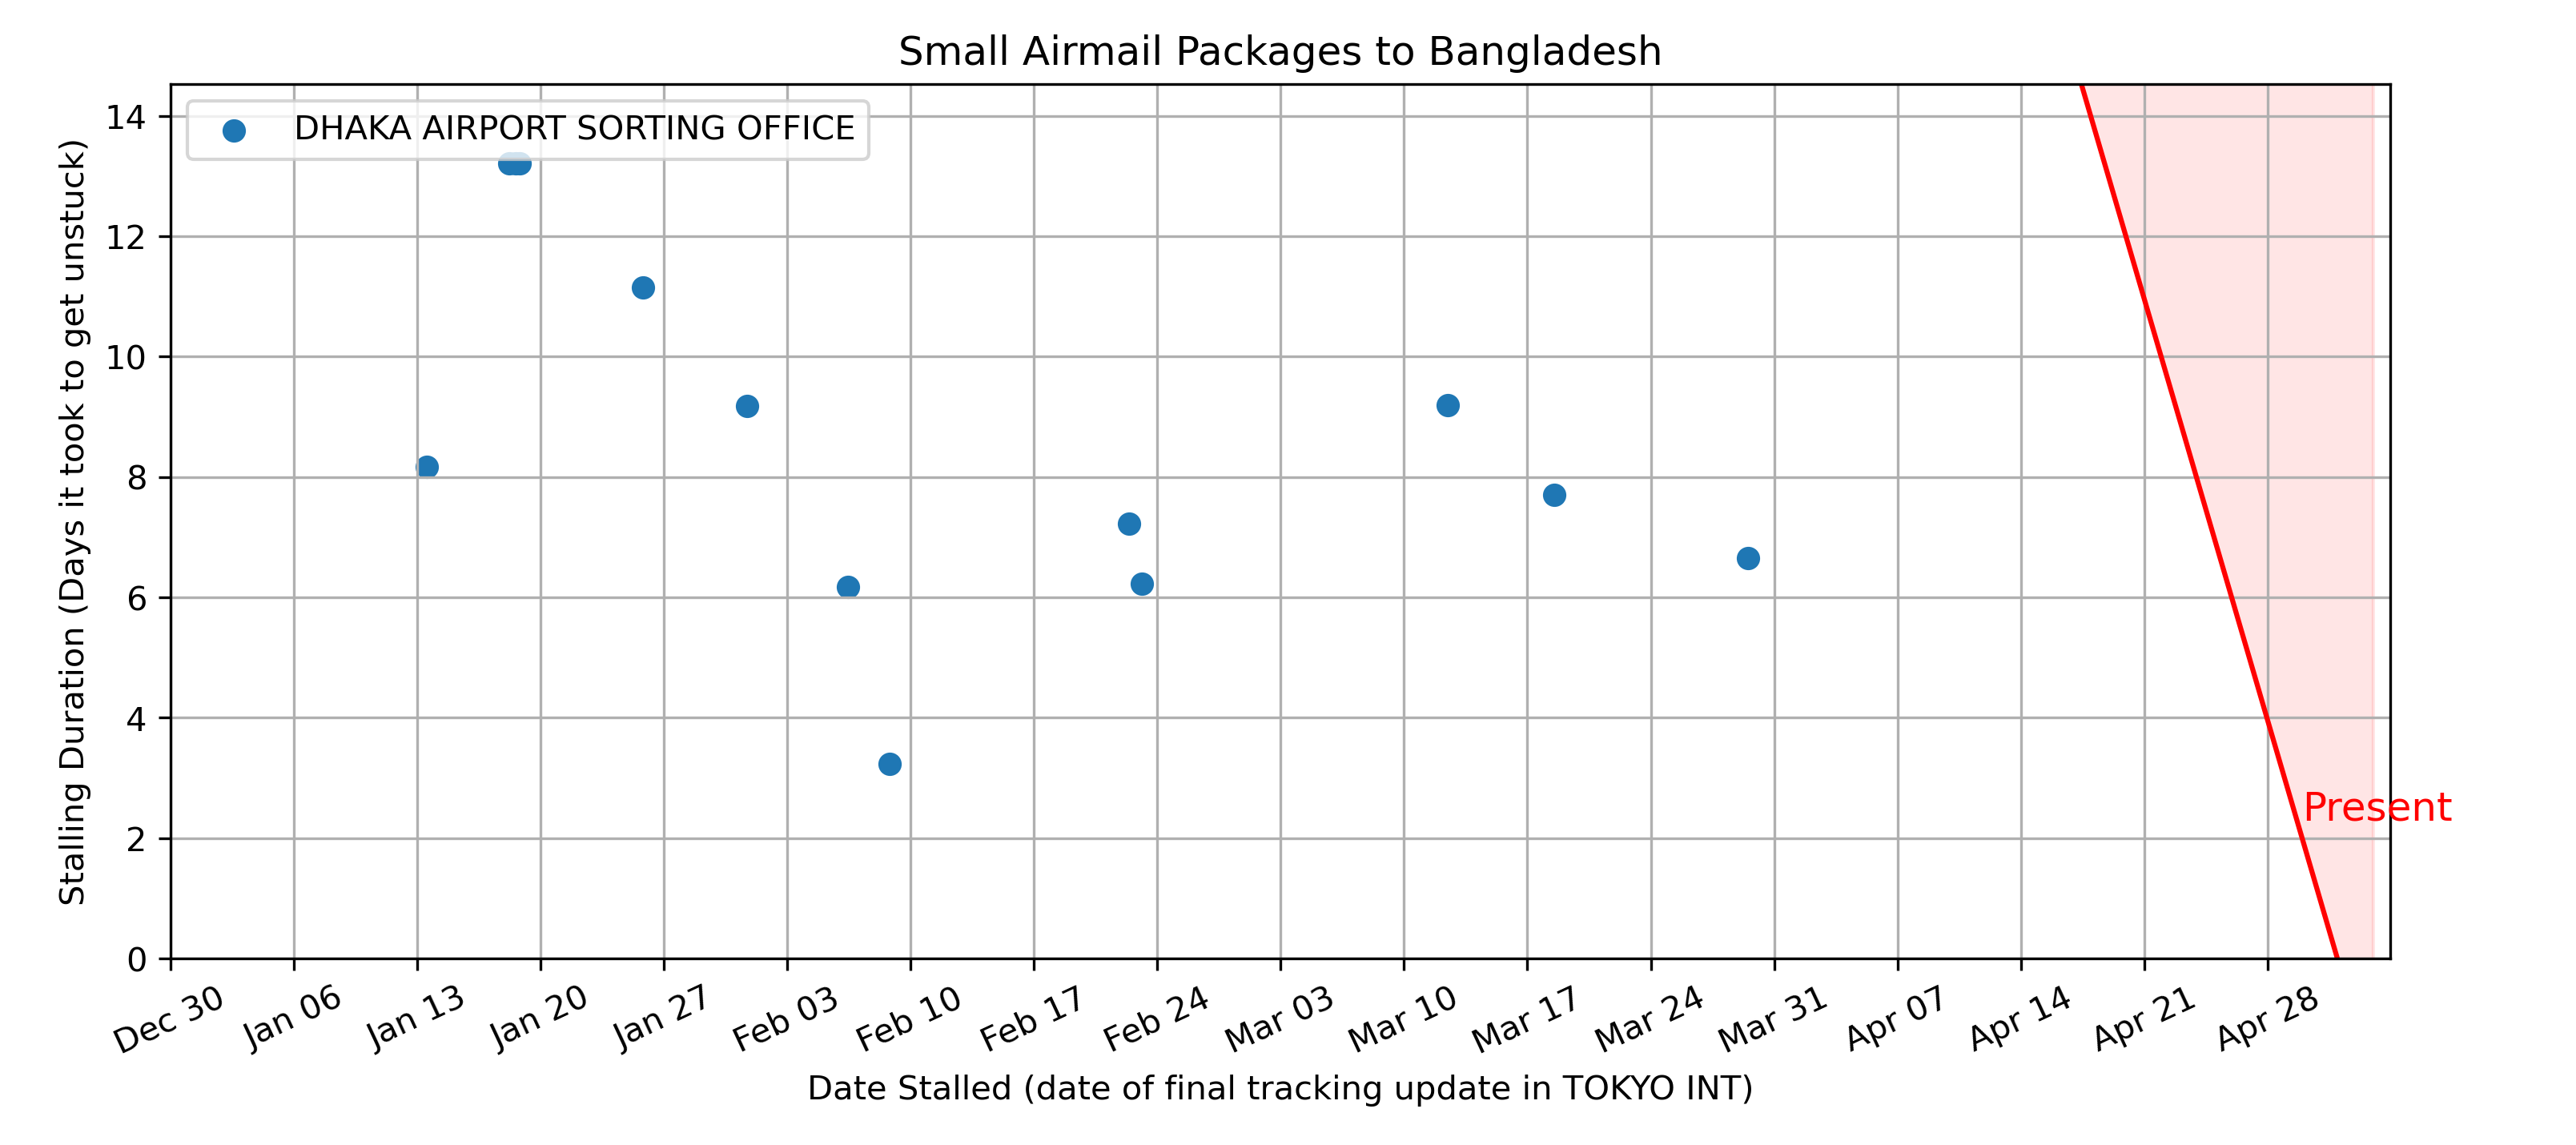 Small Airmail Packages to Bangladesh
DHAKA AIRPORT SORTING OFFICE
Stalling Duration (Days it took to get unstuck)
14
12
10
8
6
4
2
0
Present
Dec 30 Jan 06 Jan 13 Jan 20 Jan 27 Feb 03 Feb 10 Feb 17 Feb 24 Mar 03 Mar 10 Mar 17 Mar 24 Mar 31 Apr 07 Apr 14 Apr 21 Apr 28
Date Stalled (date of final tracking update in TOKYO INT)